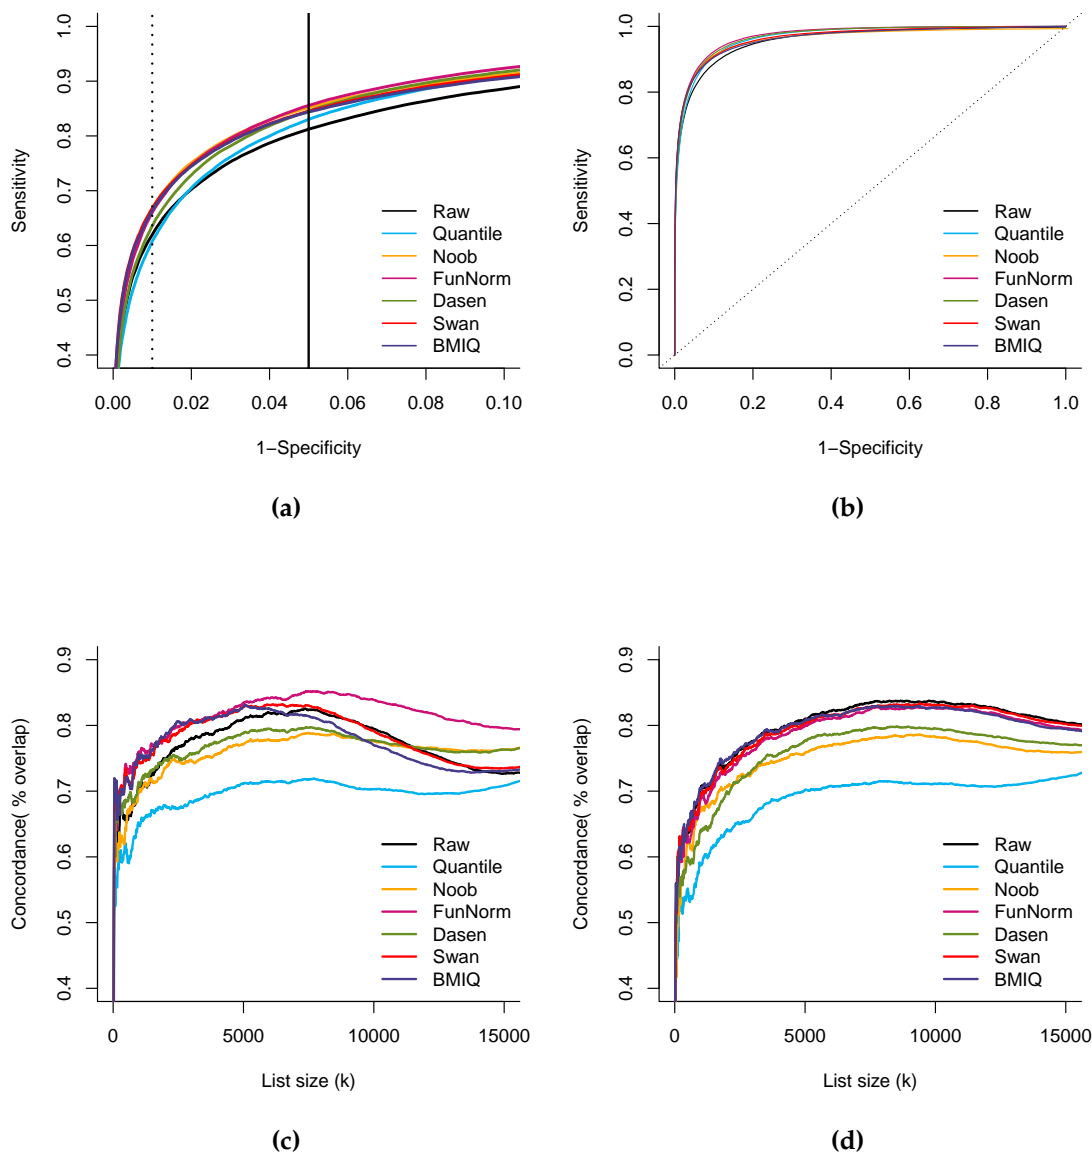 1.0
0.9
0.8
0.7
0.6
0.5
0.4
Sensitivity
Raw
Quantile
Noob
FunNorm
Dasen
Swan
BMIQ
0.00 0.02 0.04 0.06 0.08 0.10
1−Specificity
(a)
1.0
0.8
0.6
0.4
0.2
0.0
Sensitivity
Raw
Quantile
Noob
FunNorm
Dasen
Swan
BMIQ
0.0 0.2 0.4 0.6 0.8 1.0
1−Specificity
(b)
0.9
0.8
0.7
0.6
0.5
0.4
Concordance( % overlap)
Raw
Quantile
Noob
FunNorm
Dasen
Swan
BMIQ
0 5000 10000 15000
List size (k)
(c)
0.9
0.8
0.7
0.6
0.5
0.4
Concordance( % overlap)
Raw
Quantile
Noob
FunNorm
Dasen
Swan
BMIQ
0 5000 10000 15000
List size (k)
(d)